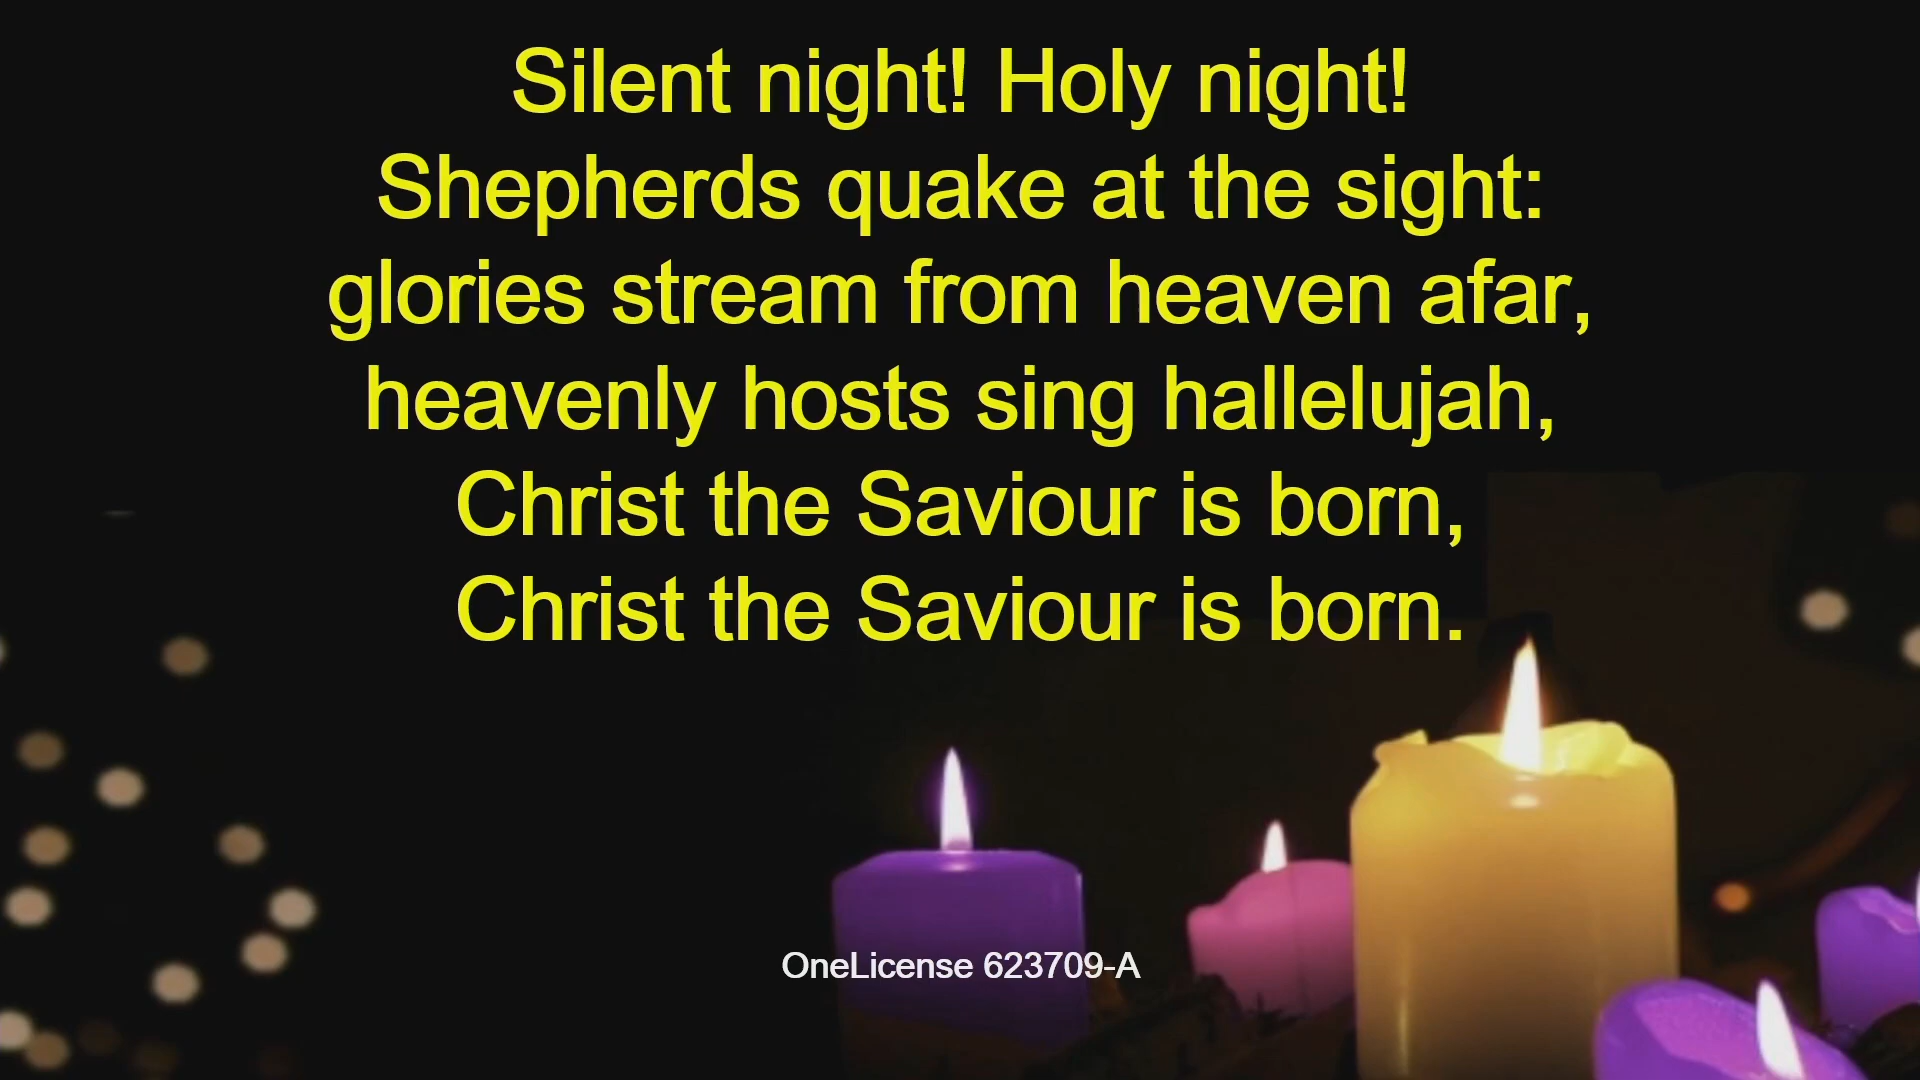 Silent night! Holy night!
Shepherds quake at the sight:
glories stream from heaven afar,
heavenly hosts sing hallelujah,
Christ the Saviour is born,
Christ the Saviour is born.
OneLicense 623709-A